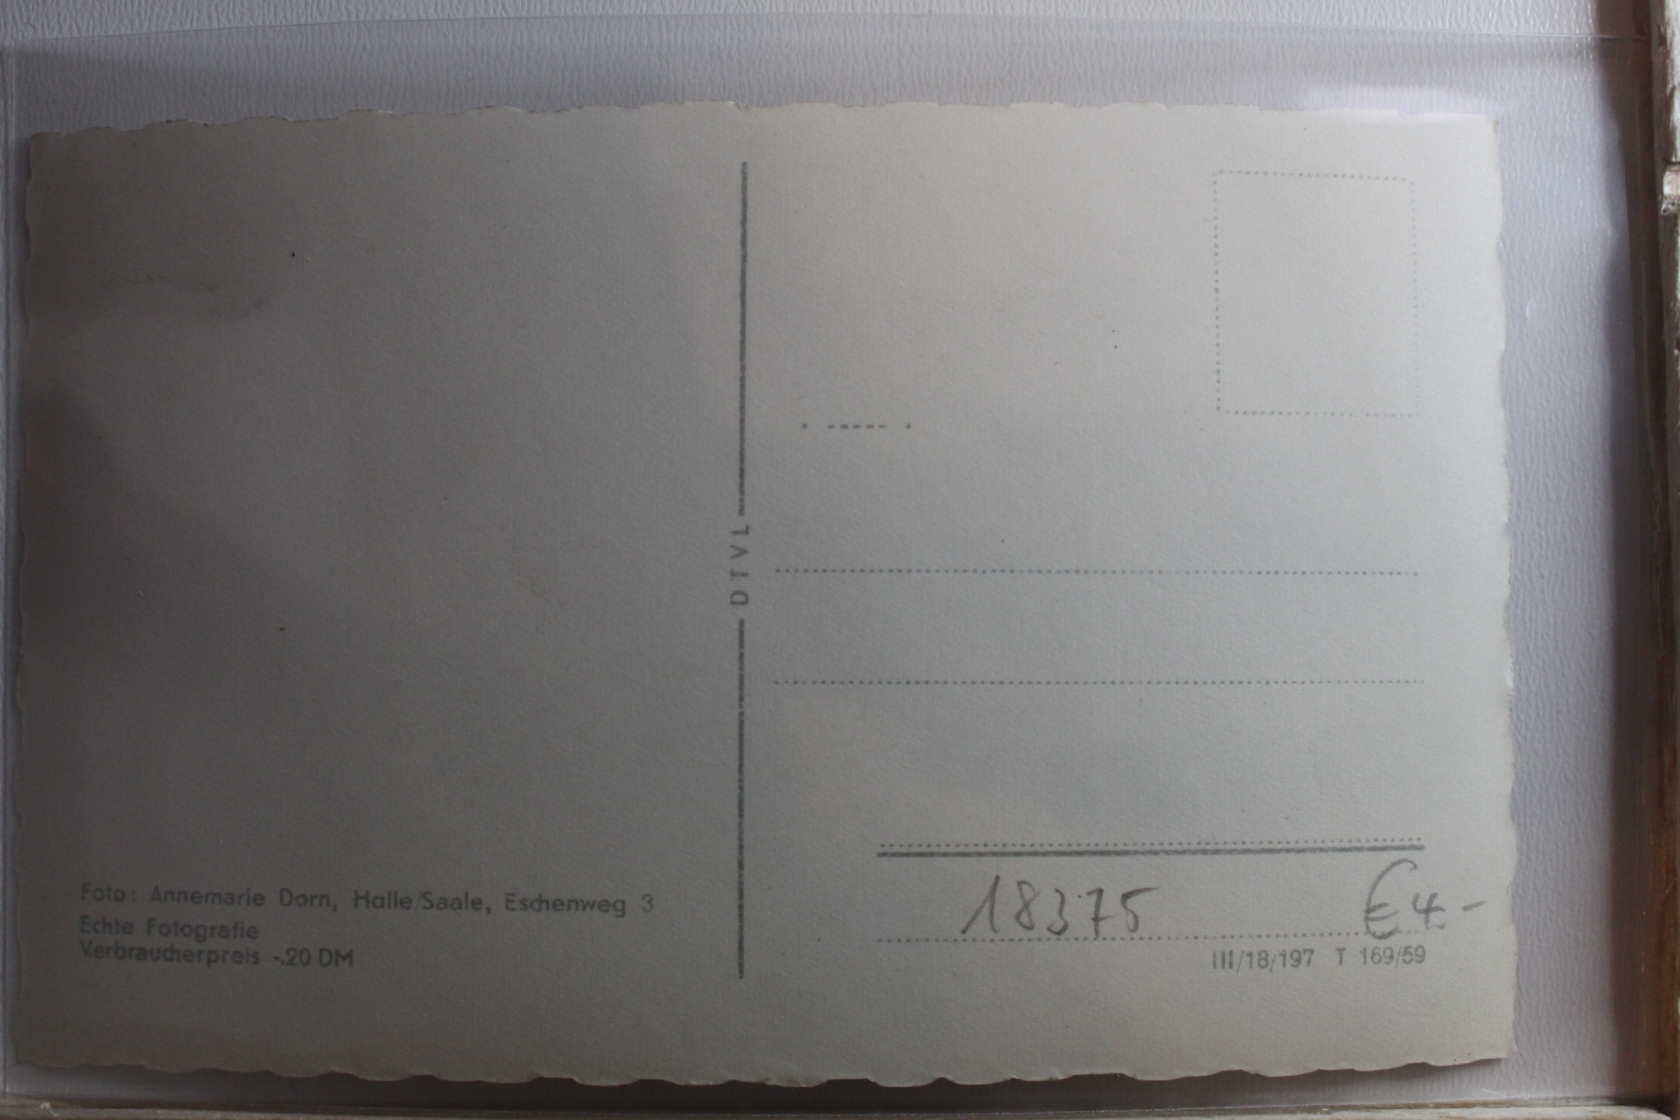 DTVL
Foto: Annemarie Dorn, Halle/Saale, Eschenweg 3
Echte Fotografie
Verbraucherpreis -.20 DM
18375
€ 4.-
III/18/197 T 169/59